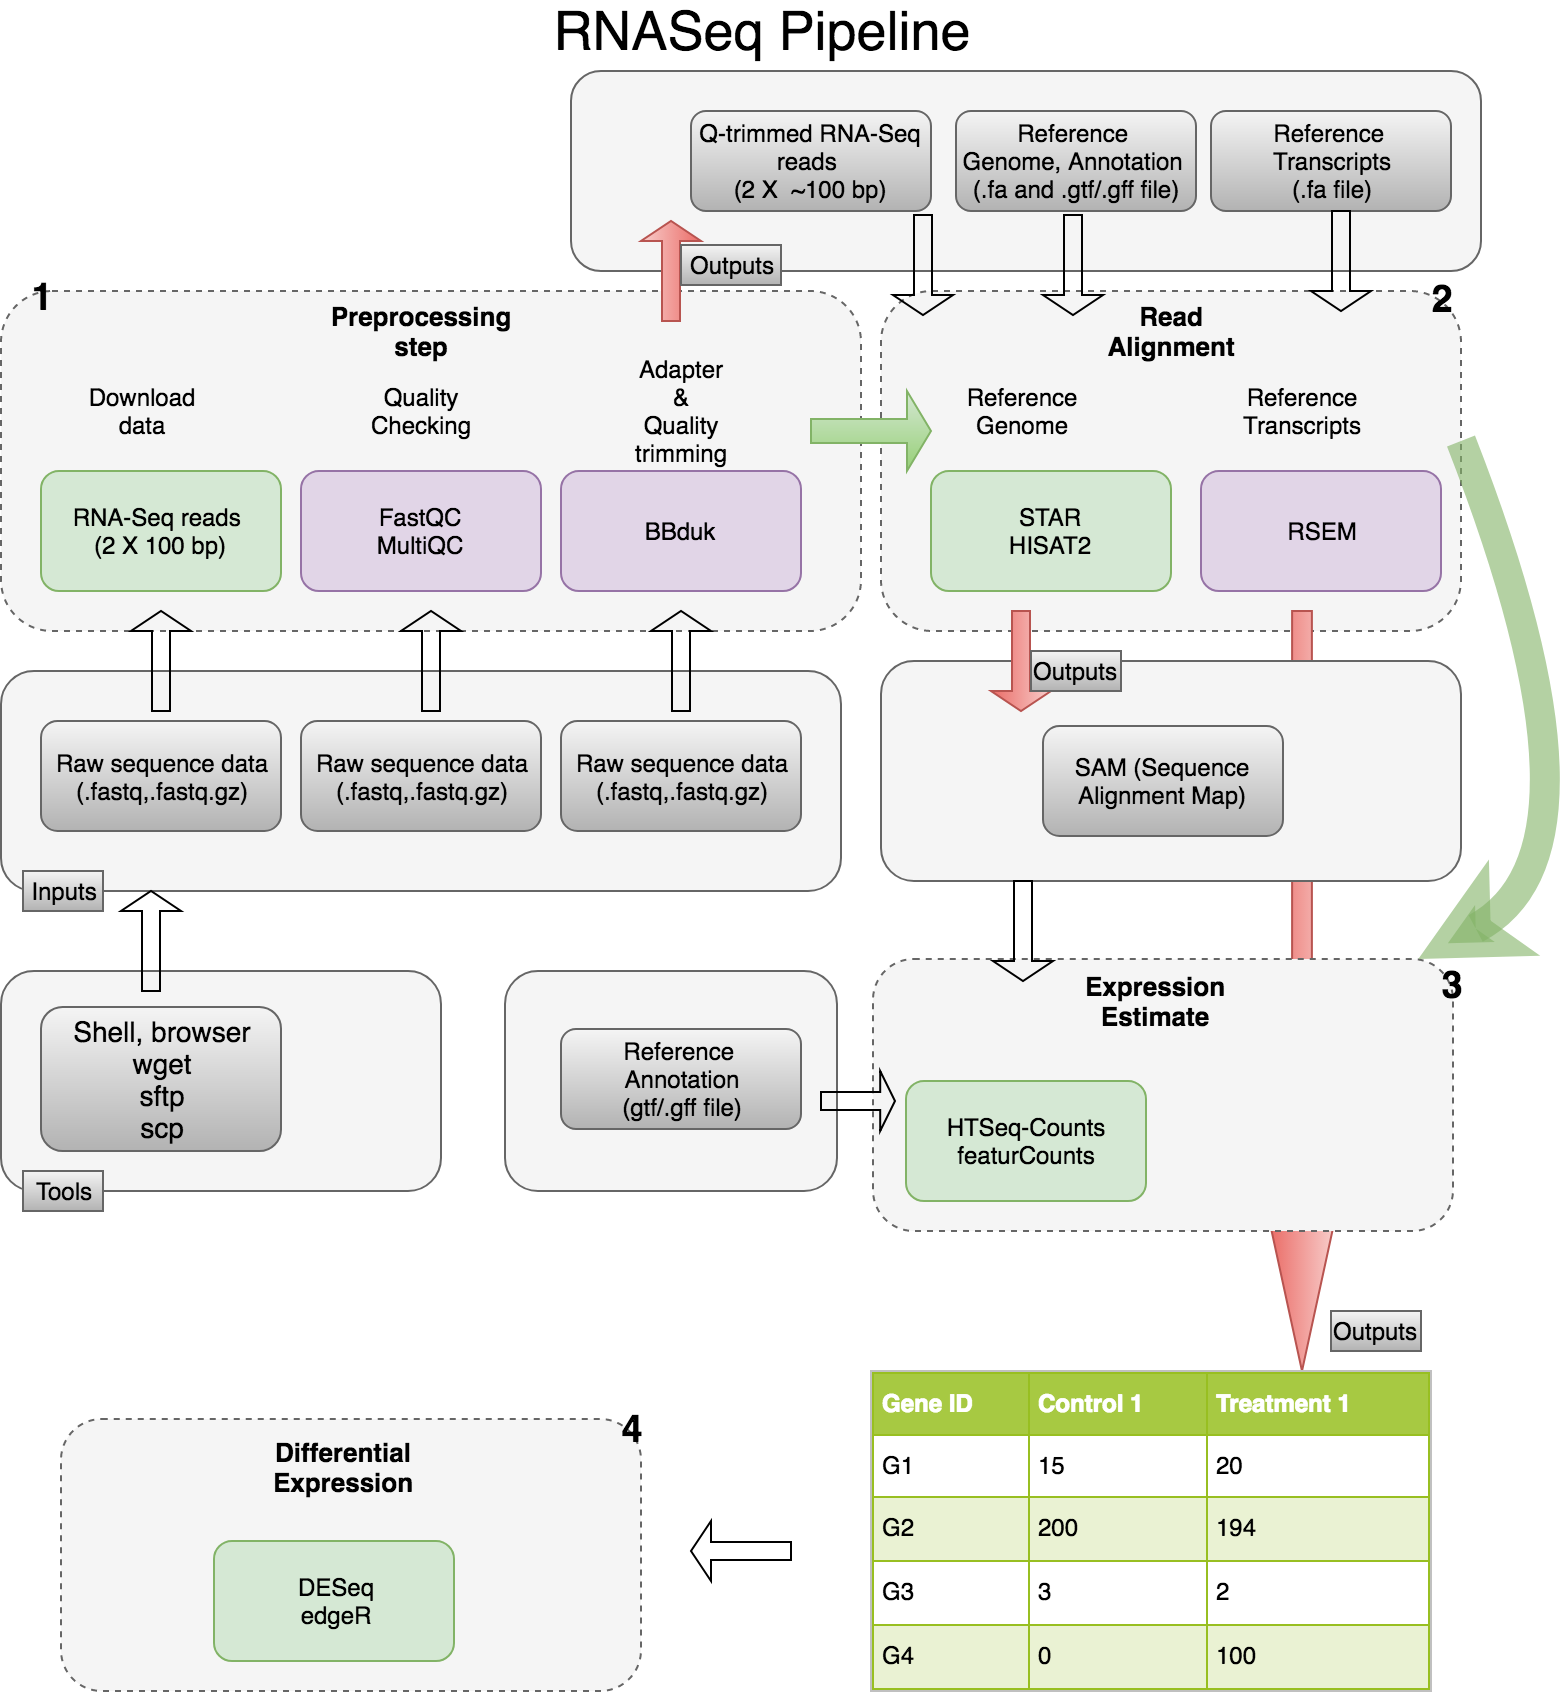 RNASeq Pipeline
Q-trimmed RNA-Seq
reads
(2 X ~100 bp)
Reference
Genome, Annotation
(.fa and .gtf/.gff file)
Reference
Transcripts
(.fa file)
Outputs
1
Preprocessing
step
Download
data
Quality
Checking
Adapter
&
Quality
trimming
RNA-Seq reads
(2 X 100 bp)
FastQC
MultiQC
BBduk
2
Read
Alignment
Reference
Genome
Reference
Transcripts
STAR
HISAT2
RSEM
Raw sequence data
(.fastq,.fastq.gz)
Raw sequence data
(.fastq,.fastq.gz)
Raw sequence data
(.fastq,.fastq.gz)
Inputs
Outputs
SAM (Sequence
Alignment Map)
Shell, browser
wget
sftp
scp
Tools
Reference
Annotation
(gtf/.gff file)
3
Expression
Estimate
HTSeq-Counts
featurCounts
Outputs
Gene ID Control 1 Treatment 1
G1 15 20
G2 200 194
G3 3 2
G4 0 100
4
Differential
Expression
DESeq
edgeR